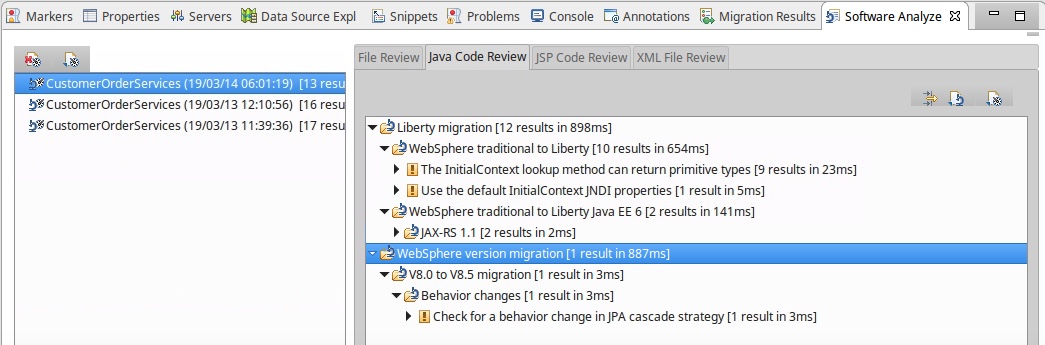 Markers Properties Servers Data Source Expl Snippets Problems Console Annotations Migration Results Software Analyze
CustomerOrderServices (19/03/14 06:01:19) [13 resu
CustomerOrderServices (19/03/13 12:10:56) [16 resu
CustomerOrderServices (19/03/13 11:39:36) [17 resu
File Review Java Code Review JSP Code Review XML File Review
Liberty migration [12 results in 898ms]
WebSphere traditional to Liberty [10 results in 654ms]
The InitialContext lookup method can return primitive types [9 results in 23ms]
Use the default InitialContext JNDI properties [1 result in 5ms]
WebSphere traditional to Liberty Java EE 6 [2 results in 141ms]
JAX-RS 1.1 [2 results in 2ms]
WebSphere version migration [1 result in 887ms]
V8.0 to V8.5 migration [1 result in 3ms]
Behavior changes [1 result in 3ms]
Check for a behavior change in JPA cascade strategy [1 result in 3ms]